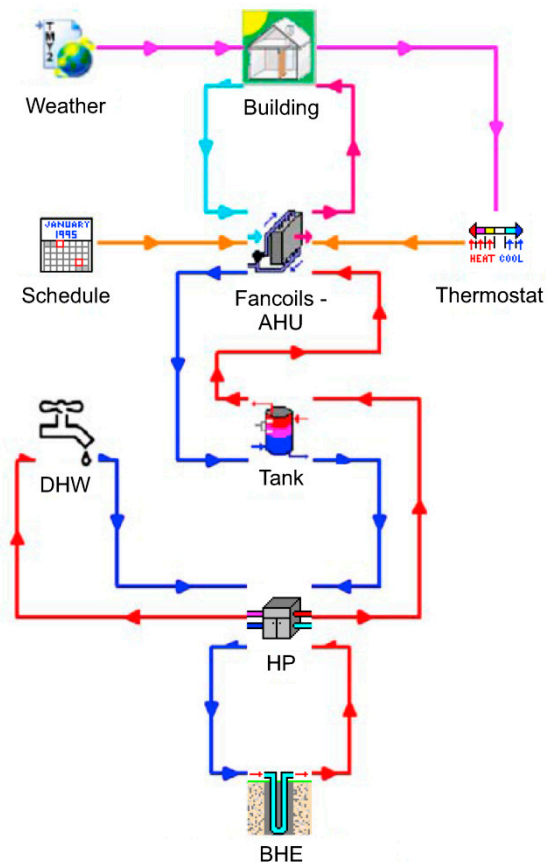 TMY2
Weather
Building
JANUARY
1995
Schedule
Fancoils -
AHU
HEAT COOL
Thermostat
DHW
Tank
HP
BHE